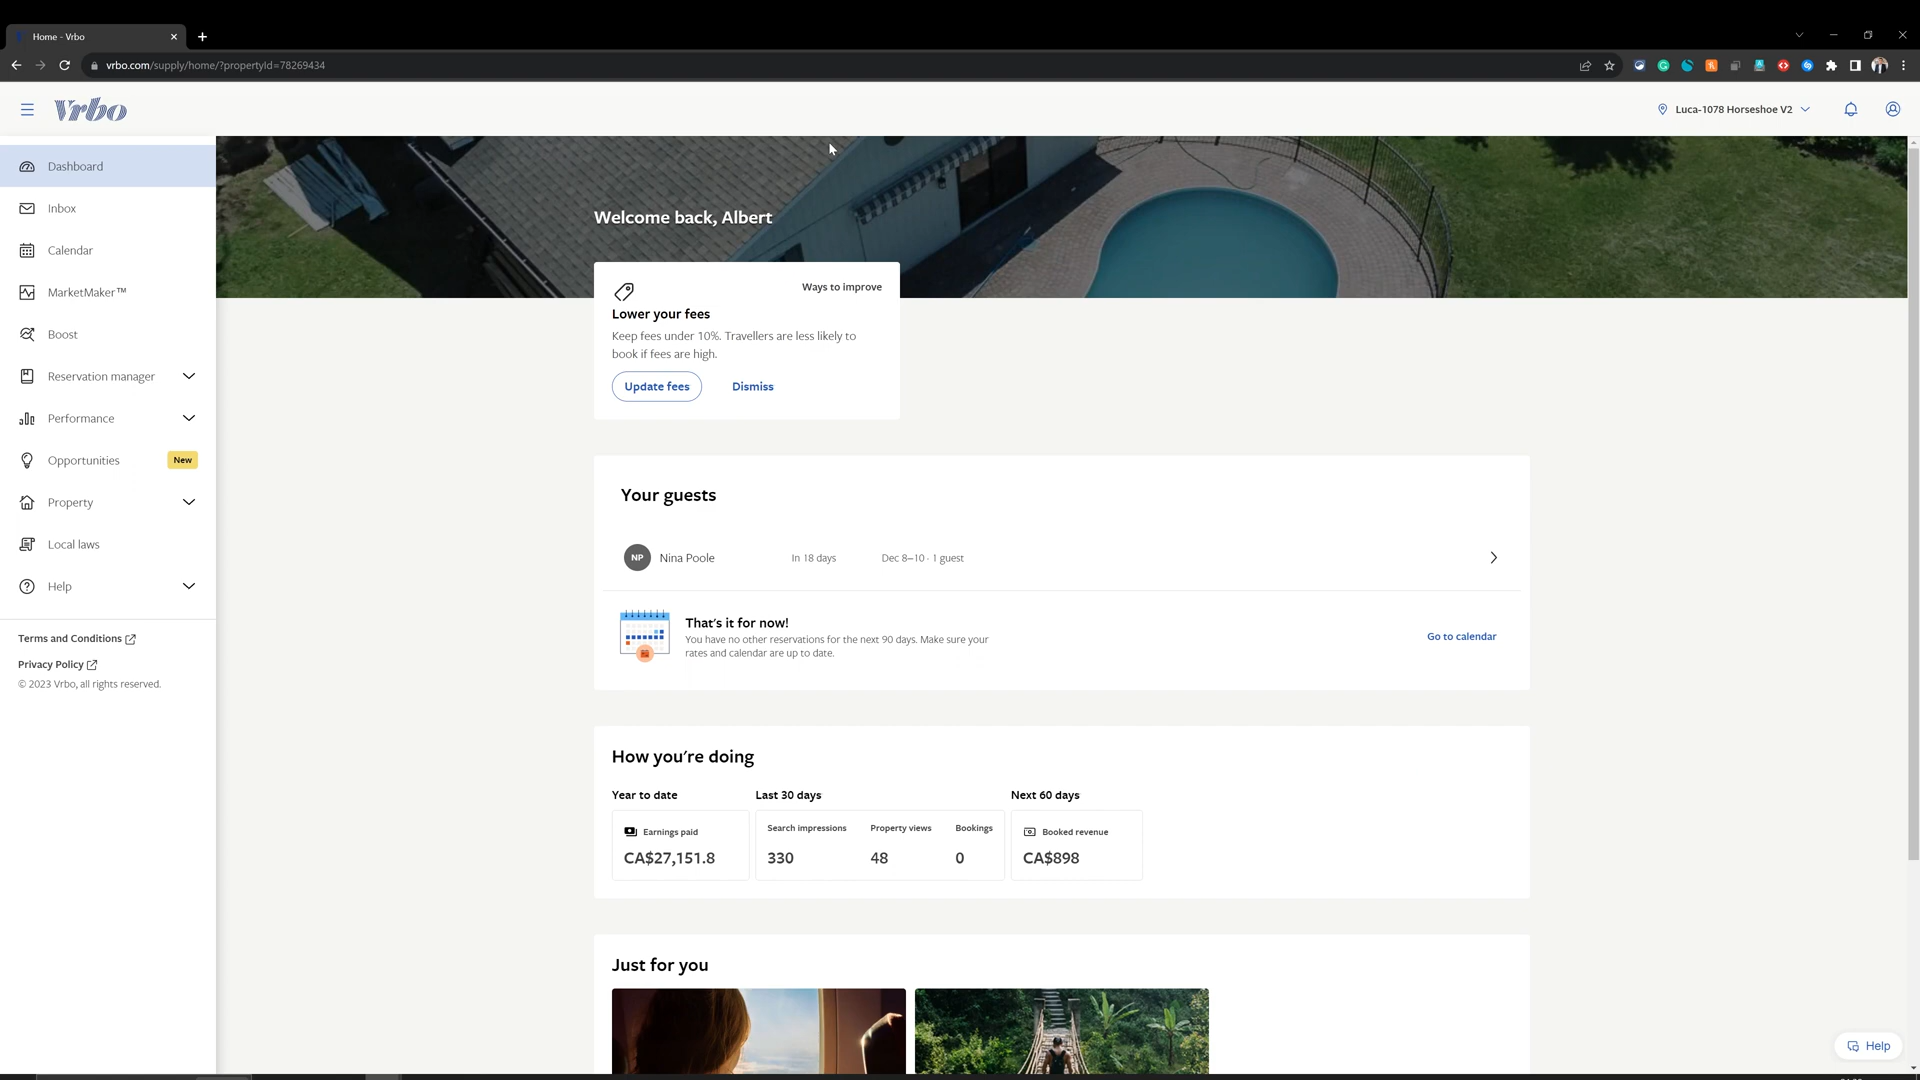 Home - Vrbo
vrbo.com/supply/home/?propertyId=78269434
Vrbo
Luca-1078 Horseshoe V2
Dashboard
Inbox
Calendar
MarketMaker™
Boost
Reservation manager
Performance
Opportunities New
Property
Local laws
Help
Terms and Conditions
Privacy Policy
© 2023 Vrbo, all rights reserved.
Welcome back, Albert
Ways to improve
Lower your fees
Keep fees under 10%. Travellers are less likely to
book if fees are high.
Update fees Dismiss
Your guests
NP Nina Poole In 18 days Dec 8–10 · 1 guest
That's it for now!
You have no other reservations for the next 90 days. Make sure your
rates and calendar are up to date.
Go to calendar
How you're doing
Year to date Last 30 days Next 60 days
Earnings paid Search impressions Property views Bookings Booked revenue
CA$27,151.8 330 48 0 CA$898
Just for you
Help